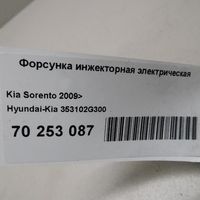 Форсунка инжекторная электрическая
Kia Sorento 2009>
Hyundai-Kia 353102G300
70 253 087